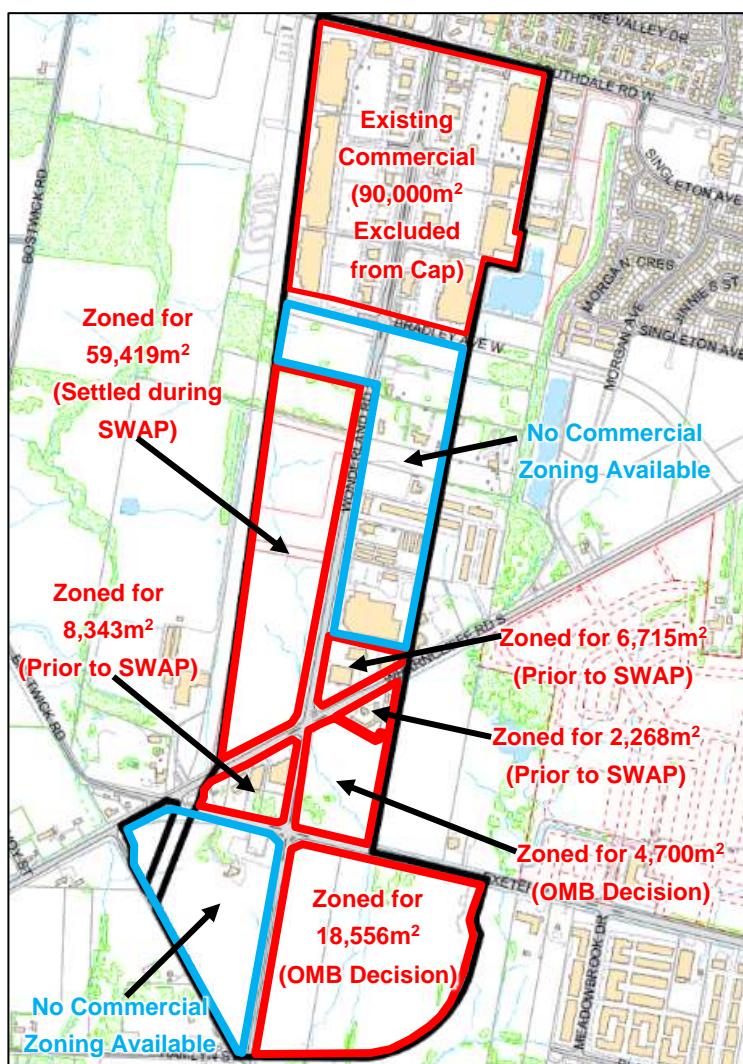 NE VALLEY DR
SOUTHDALE RD W
BOSTWICK RD
SINGLETON AVE
Existing
Commercial
(90,000m²
Excluded
from Cap)
MORGAN CRES
SINGLETON AVE
MORGAN AVE
BRADLEY AVE W
Zoned for
59,419m²
(Settled during
SWAP)
WONDERLAND RD
No Commercial
Zoning Available
Zoned for
8,343m²
(Prior to SWAP)
Zoned for 6,715m²
(Prior to SWAP)
Zoned for 2,268m²
(Prior to SWAP)
Zoned for 4,700m²
(OMB Decision)
EXETER
Zoned for
18,556m²
(OMB Decision)
MEADOWBROOK DR
No Commercial
Zoning Available